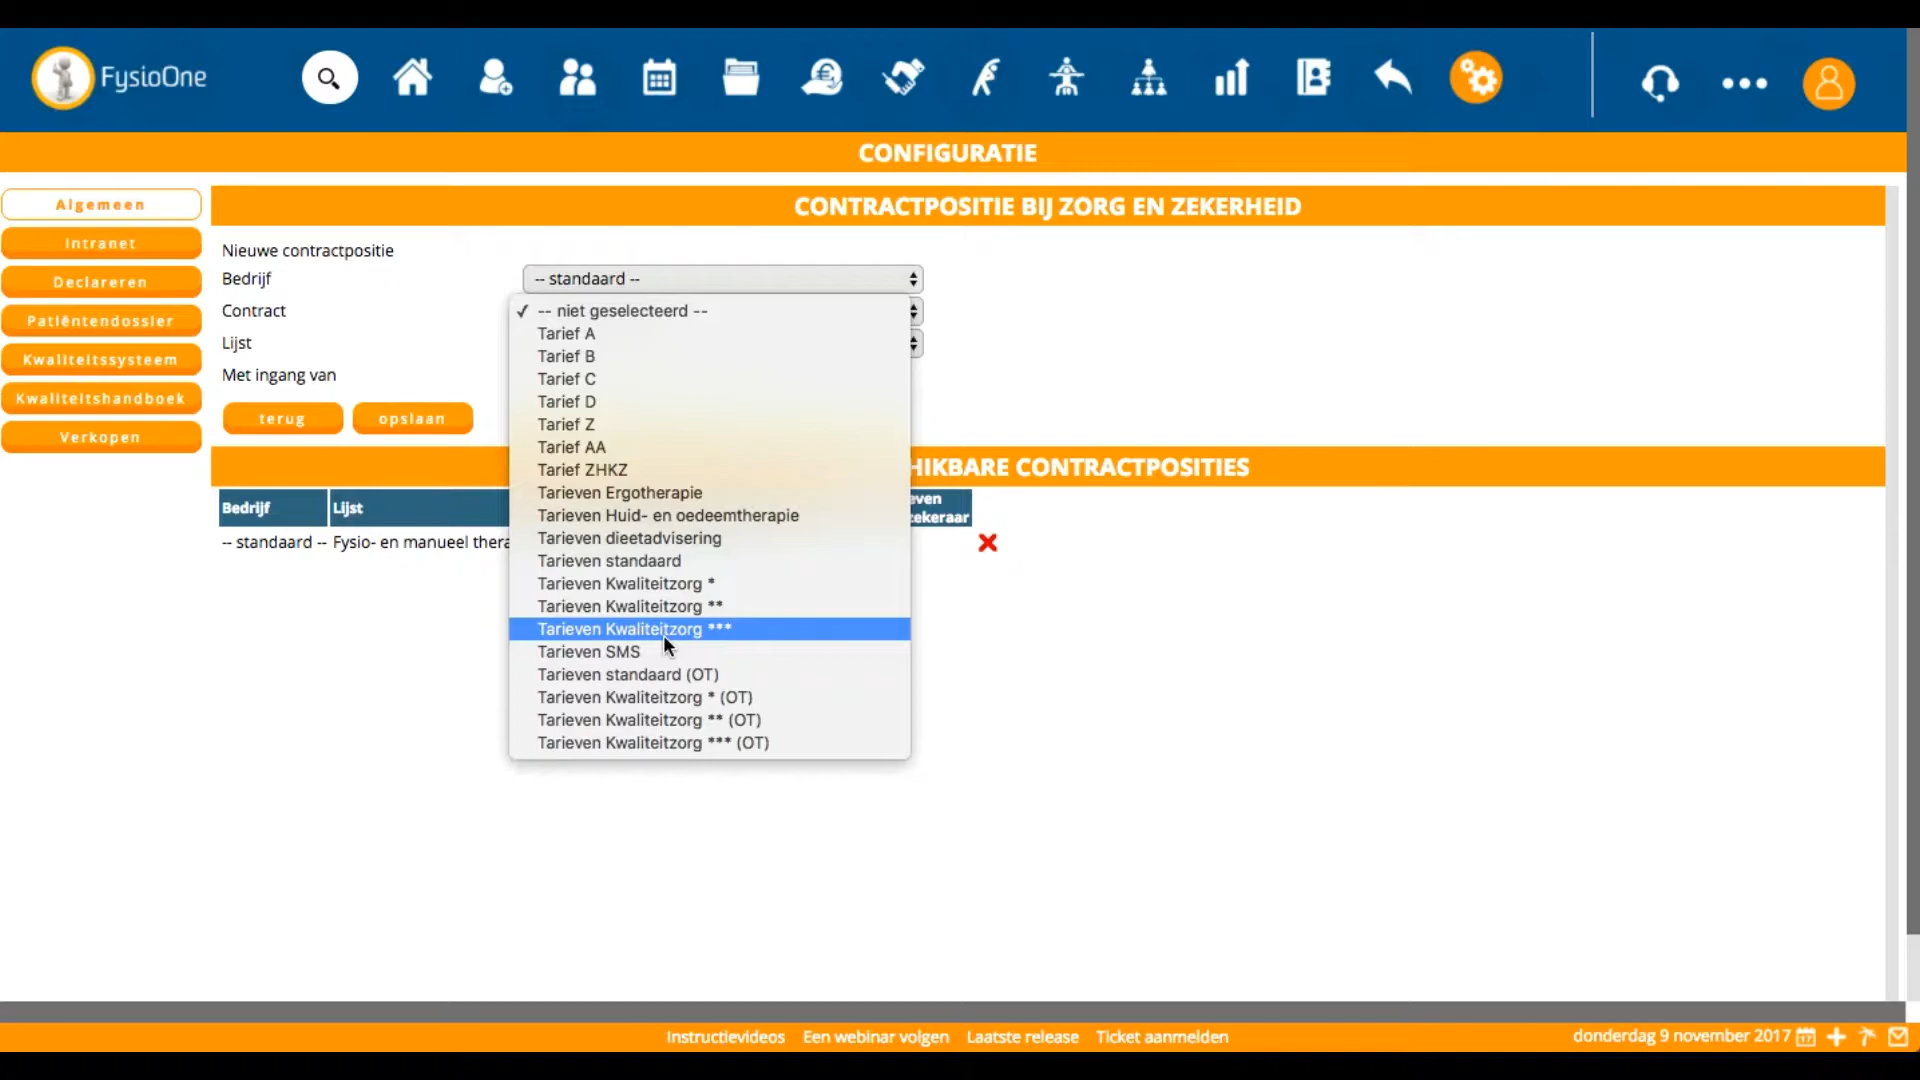 FysioOne
CONFIGURATIE
Algemeen
Intranet
Declareren
Patiëntendossier
Kwaliteitssysteem
Kwaliteitshandboek
Verkopen
CONTRACTPOSITIE BIJ ZORG EN ZEKERHEID
Nieuwe contractpositie
Bedrijf
-- standaard --
Contract
Lijst
Met ingang van
terug
opslaan
✓ -- niet geselecteerd --
Tarief A
Tarief B
Tarief C
Tarief D
Tarief Z
Tarief AA
Tarief ZHKZ
Tarieven Ergotherapie
Tarieven Huid- en oedeemtherapie
Tarieven dieetadvisering
Tarieven standaard
Tarieven Kwaliteitzorg *
Tarieven Kwaliteitzorg **
Tarieven Kwaliteitzorg ***
Tarieven SMS
Tarieven standaard (OT)
Tarieven Kwaliteitzorg * (OT)
Tarieven Kwaliteitzorg ** (OT)
Tarieven Kwaliteitzorg *** (OT)
HIKBARE CONTRACTPOSITIES
Bedrijf
Lijst
even
zekeraar
-- standaard -- Fysio- en manueel thera
Instructievideos Een webinar volgen Laatste release Ticket aanmelden
donderdag 9 november 2017
17